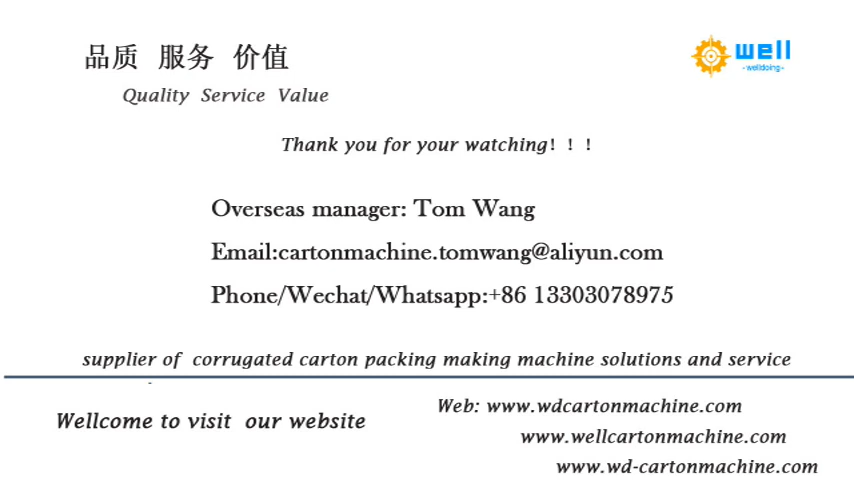 品质 服务 价值
well
-welldoing-
Quality Service Value
Thank you for your watching！！！
Overseas manager: Tom Wang
Email:cartonmachine.tomwang@aliyun.com
Phone/Wechat/Whatsapp:+86 13303078975
supplier of corrugated carton packing making machine solutions and service
Wellcome to visit our website
Web: www.wdcartonmachine.com
www.wellcartonmachine.com
www.wd-cartonmachine.com